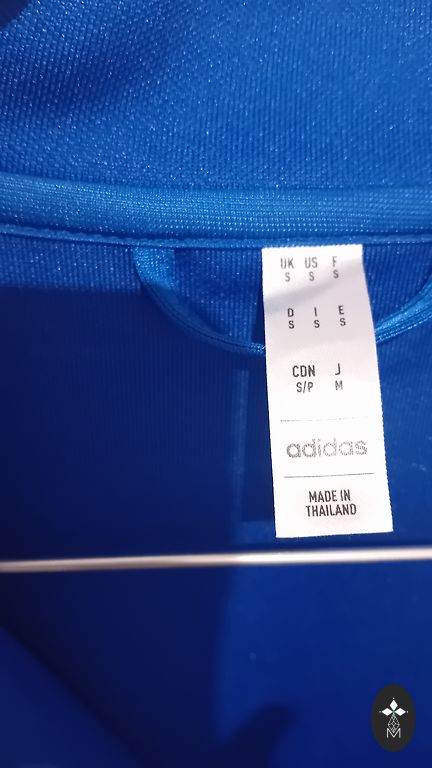 UK US F
S S S
D I E
S S S
CDN J
S/P M
adidas
MADE IN
THAILAND
M